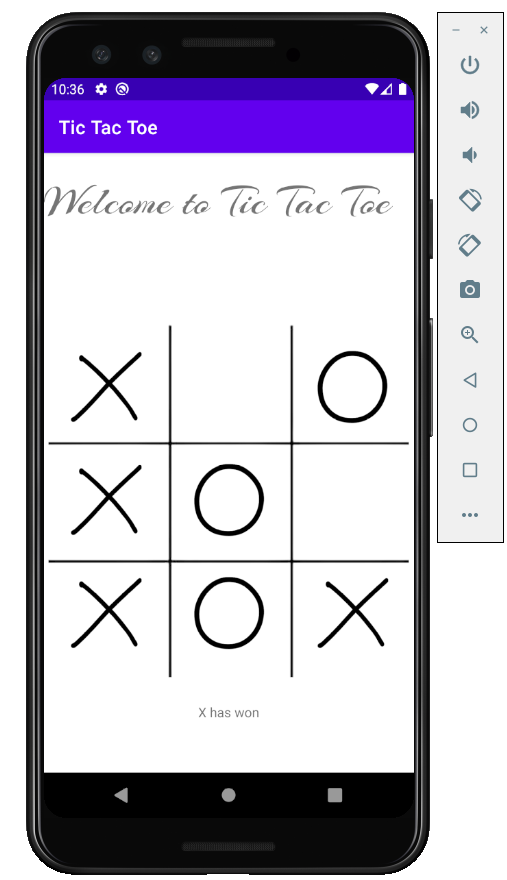 10:36
Tic Tac Toe
Welcome to Tic Tac Toe
X O
X O
X O X
X has won